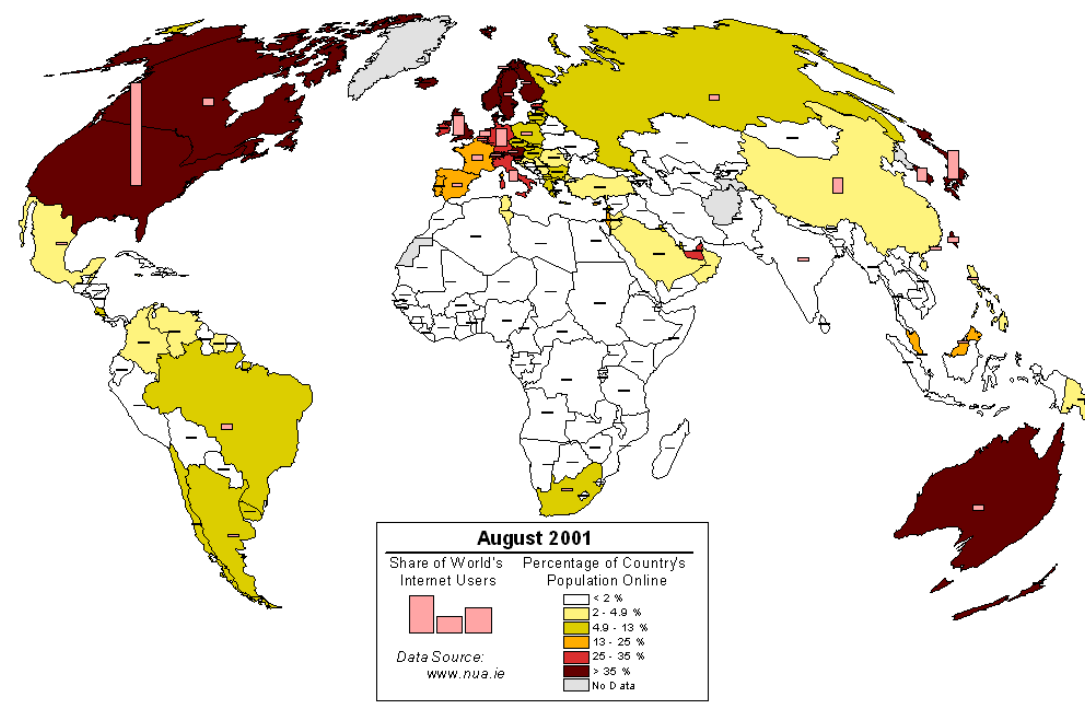 August 2001
Share of World's
Internet Users
Data Source:
www.nua.ie
Percentage of Country's
Population Online
< 2 %
2 - 4.9 %
4.9 - 13 %
13 - 25 %
25 - 35 %
> 35 %
No Data